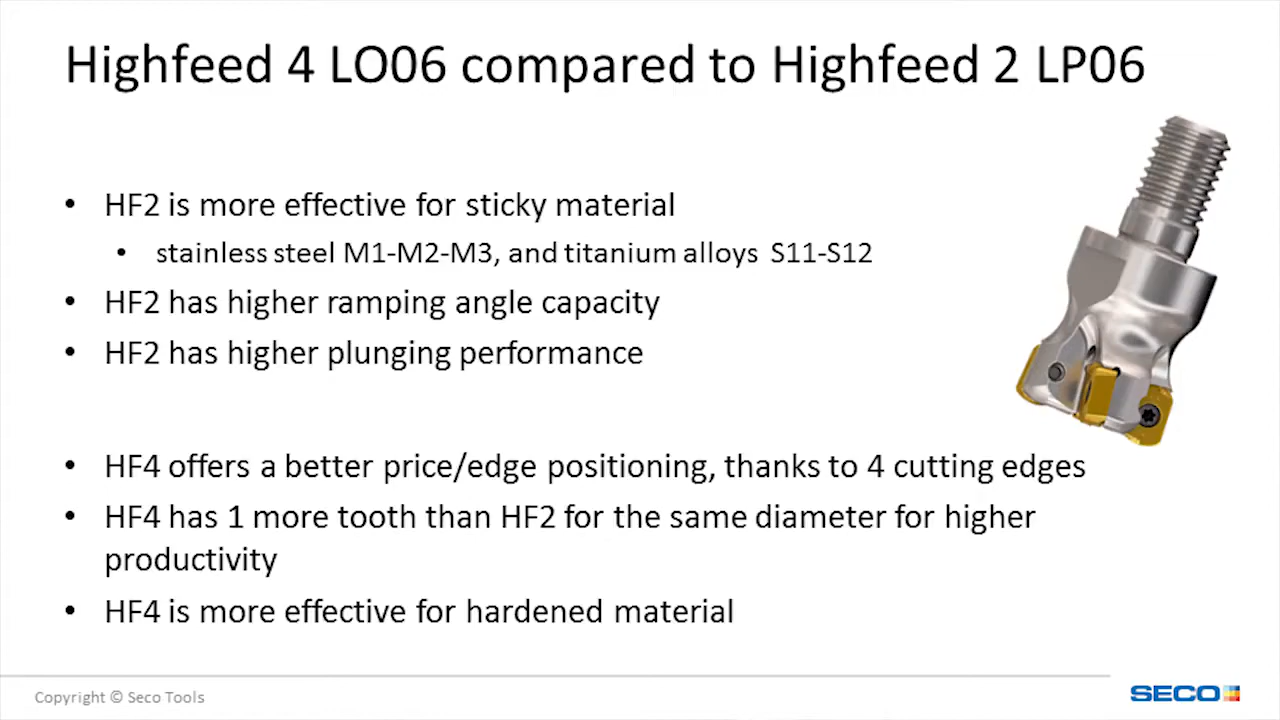 Highfeed 4 LO06 compared to Highfeed 2 LP06
• HF2 is more effective for sticky material
• stainless steel M1-M2-M3, and titanium alloys S11-S12
• HF2 has higher ramping angle capacity
• HF2 has higher plunging performance
• HF4 offers a better price/edge positioning, thanks to 4 cutting edges
• HF4 has 1 more tooth than HF2 for the same diameter for higher
productivity
• HF4 is more effective for hardened material
Copyright © Seco Tools
SECO